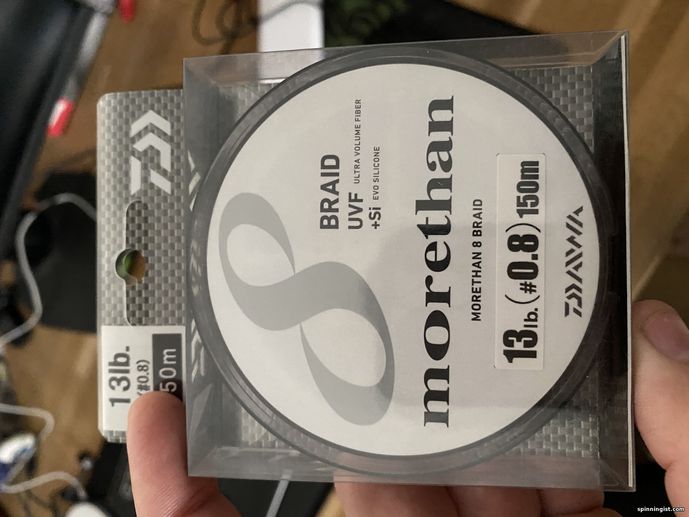 13lb.
(#0.8)
50m
8
BRAID
UVF ULTRA VOLUME FIBER
+Si EVO SILICONE
morethan
MORETHAN 8 BRAID
13lb.(#0.8)150m
DAIWA
spinningist.com